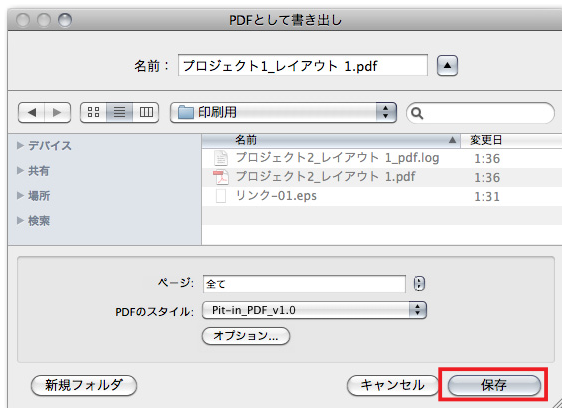 PDFとして書き出し
名前： プロジェクト1_レイアウト 1.pdf
印刷用
名前 変更日
デバイス
共有
場所
検索
プロジェクト2_レイアウト 1_pdf.log 1:36
プロジェクト2_レイアウト 1.pdf 1:36
リンク-01.eps 1:31
ページ: 全て
PDFのスタイル: Pit-in_PDF_v1.0
オプション...
新規フォルダ キャンセル 保存